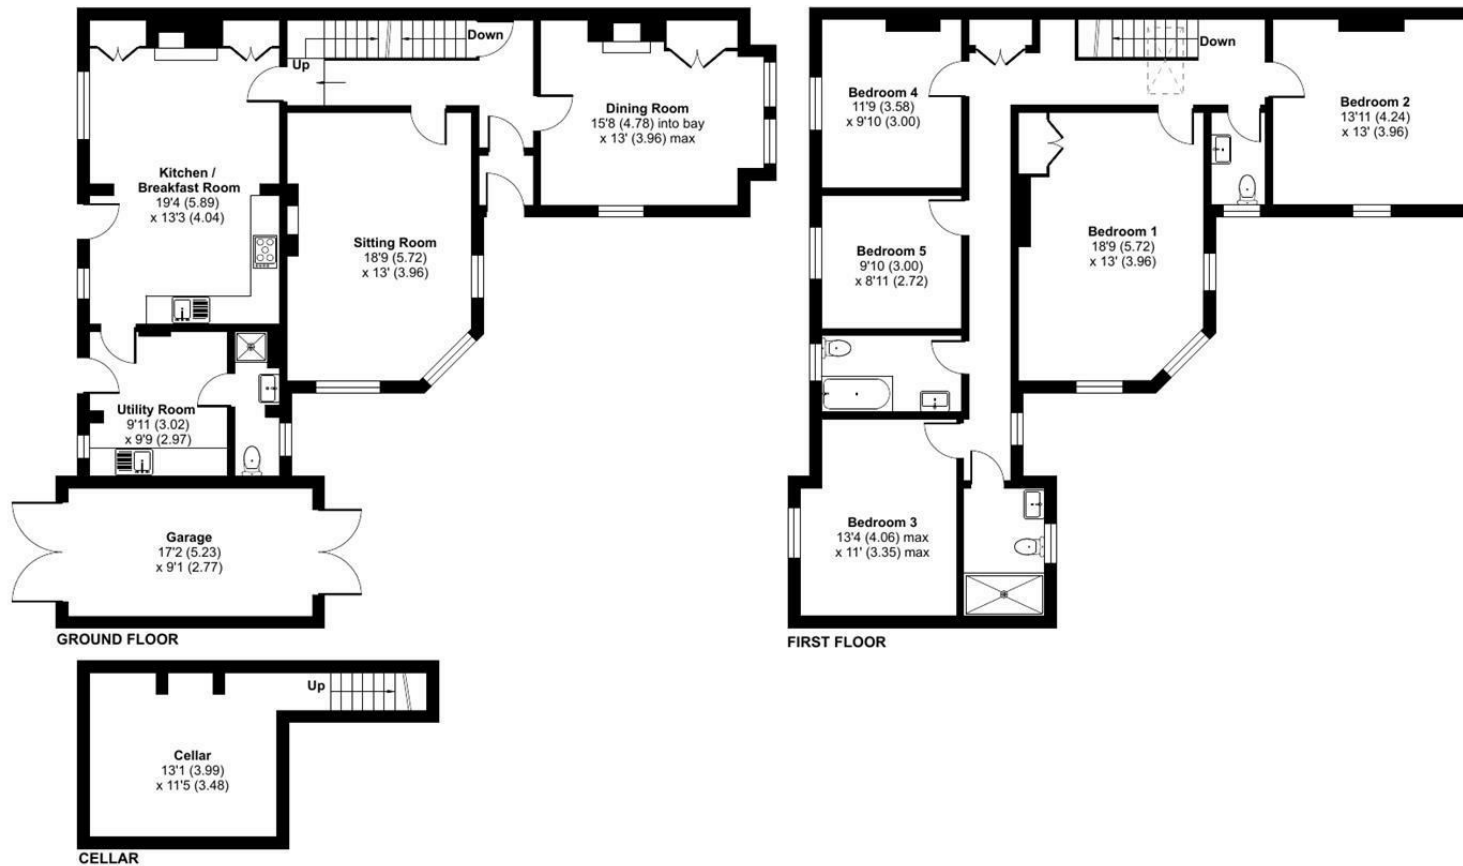 Down
Up
Dining Room
15'8 (4.78) into bay
x 13' (3.96) max
Kitchen /
Breakfast Room
19'4 (5.89)
x 13'3 (4.04)
Sitting Room
18'9 (5.72)
x 13' (3.96)
Utility Room
9'11 (3.02)
x 9'9 (2.97)
Garage
17'2 (5.23)
x 9'1 (2.77)
GROUND FLOOR
Down
Bedroom 4
11'9 (3.58)
x 9'10 (3.00)
Bedroom 2
13'11 (4.24)
x 13' (3.96)
Bedroom 1
18'9 (5.72)
x 13' (3.96)
Bedroom 5
9'10 (3.00)
x 8'11 (2.72)
Bedroom 3
13'4 (4.06) max
x 11' (3.35) max
FIRST FLOOR
Up
Cellar
13'1 (3.99)
x 11'5 (3.48)
CELLAR